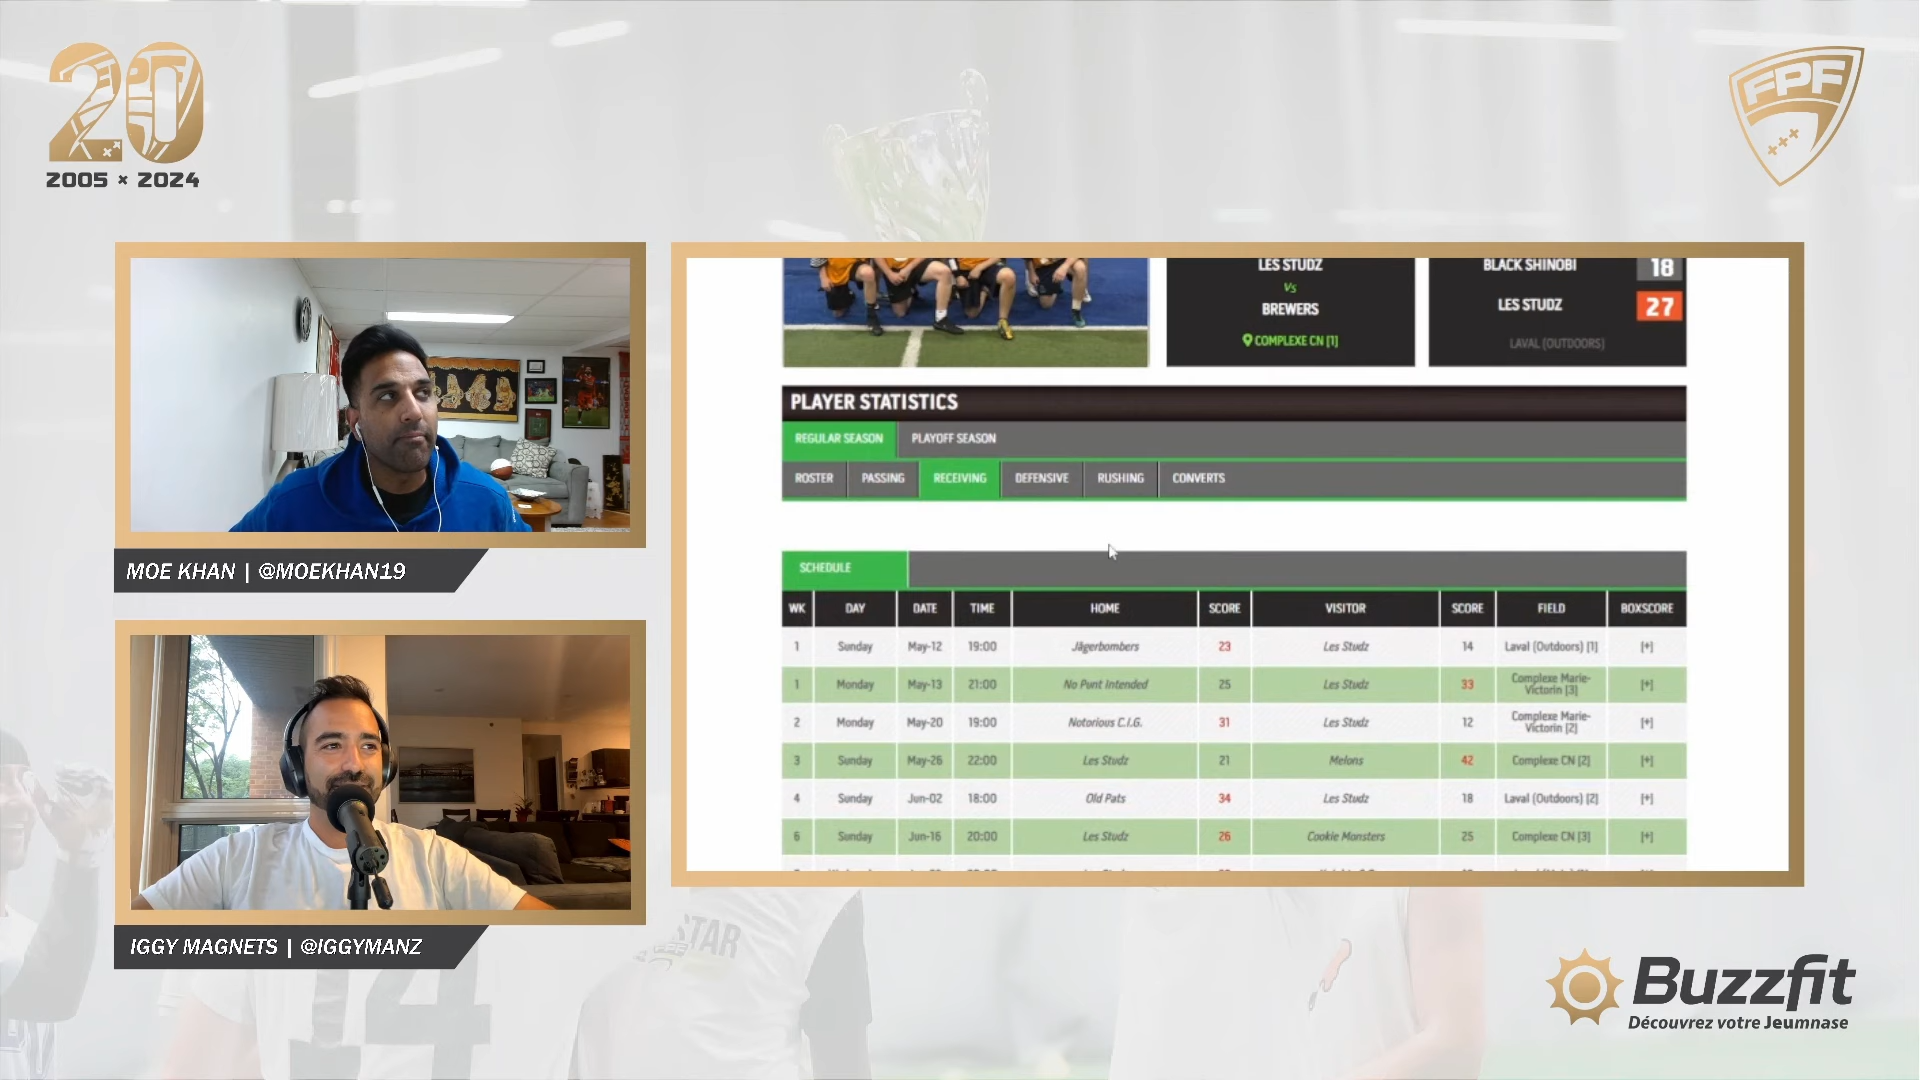 20
2005 × 2024
FPF
MOE KHAN | @MOEKHAN19
IGGY MAGNETS | @IGGYMANZ
LES STUDZ
VS
BREWERS
COMPLEXE CN [1]
BLACK SHINOBI 18
LES STUDZ 27
LAVAL (OUTDOORS)
PLAYER STATISTICS
REGULAR SEASON PLAYOFF SEASON
ROSTER PASSING RECEIVING DEFENSIVE RUSHING CONVERTS
SCHEDULE
WK DAY DATE TIME HOME SCORE VISITOR SCORE FIELD BOXSCORE
1 Sunday May-12 19:00 Jägerbombers 23 Les Studz 14 Laval (Outdoors) [1] [+]
1 Monday May-13 21:00 No Punt Intended 25 Les Studz 33 Complexe Marie-Victorin [3] [+]
2 Monday May-20 19:00 Notorious C.I.G. 31 Les Studz 12 Complexe Marie-Victorin [2] [+]
3 Sunday May-26 22:00 Les Studz 21 Melons 42 Complexe CN [2] [+]
4 Sunday Jun-02 18:00 Old Pats 34 Les Studz 18 Laval (Outdoors) [2] [+]
6 Sunday Jun-16 20:00 Les Studz 26 Cookie Monsters 25 Complexe CN [3] [+]
STAR
FPF
14
Buzzfit
Découvrez votre Jeumnase